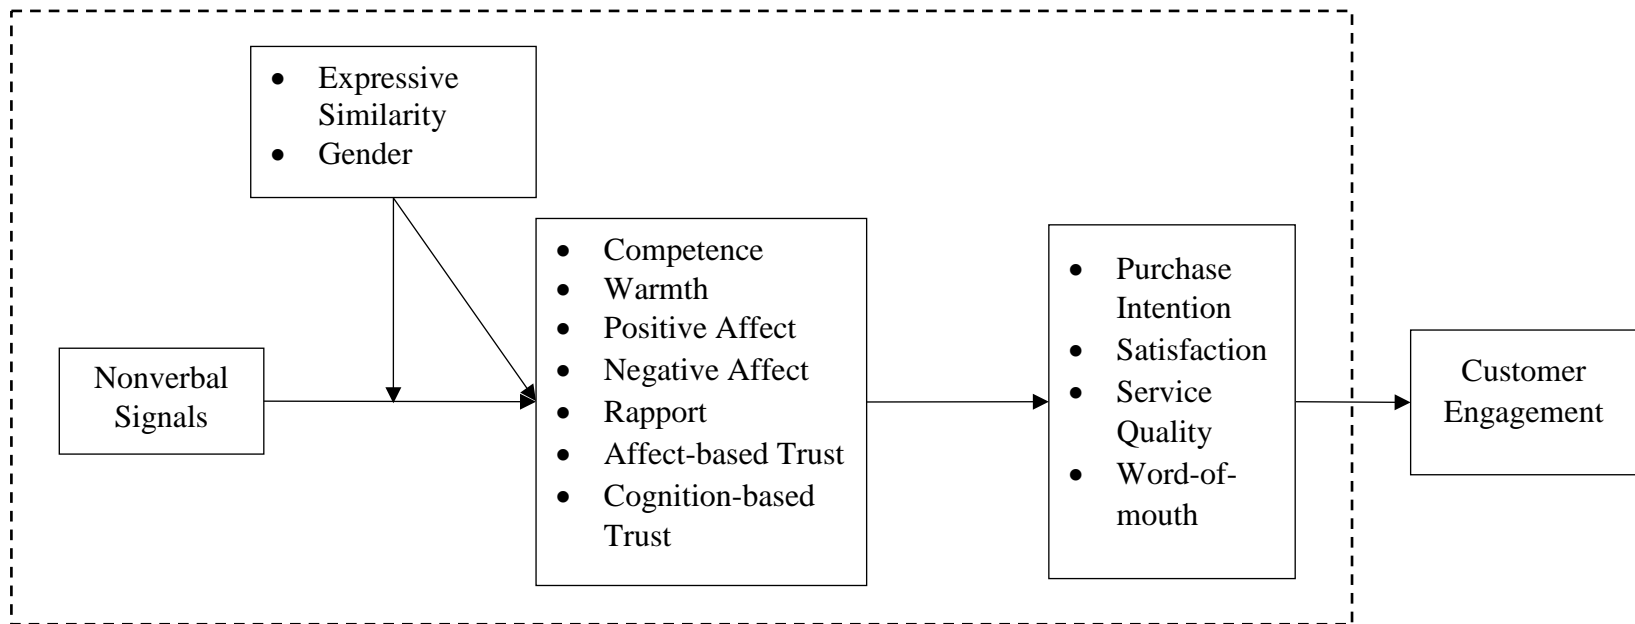 • Expressive
Similarity
• Gender
Nonverbal
Signals
• Competence
• Warmth
• Positive Affect
• Negative Affect
• Rapport
• Affect-based Trust
• Cognition-based
Trust
• Purchase
Intention
• Satisfaction
• Service
Quality
• Word-of-
mouth
Customer
Engagement